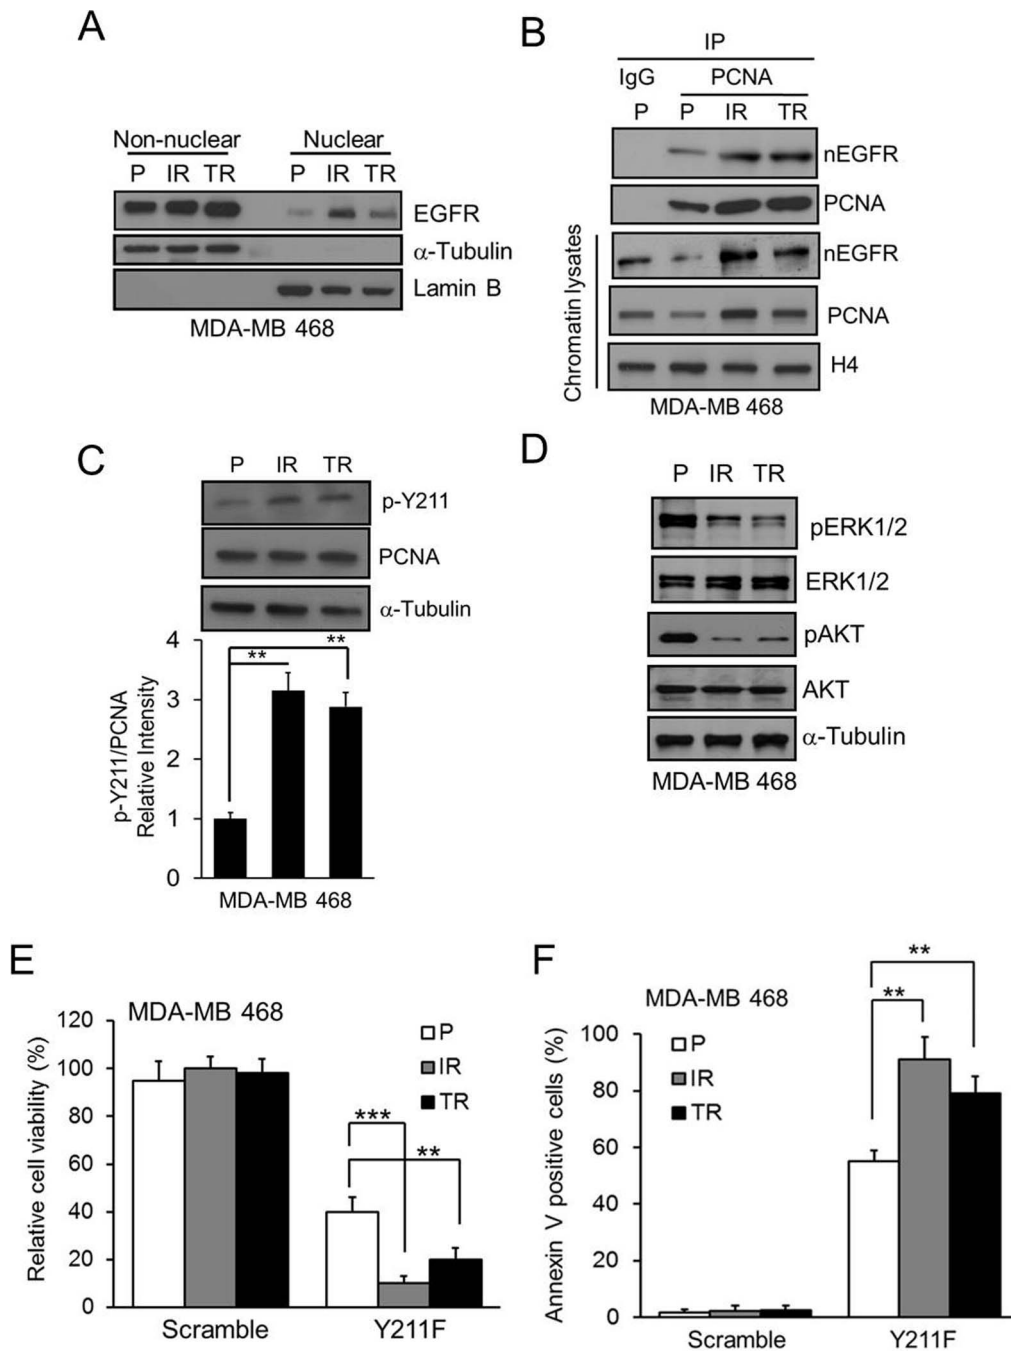 A
Non-nuclear Nuclear
P IR TR P IR TR
EGFR
α-Tubulin
Lamin B
MDA-MB 468
B
IP
IgG PCNA
P P IR TR
nEGFR
PCNA
Chromatin lysates
nEGFR
PCNA
H4
MDA-MB 468
C
P IR TR
p-Y211
PCNA
α-Tubulin
p-Y211/PCNA
Relative Intensity
4
3
2
1
0
**
**
MDA-MB 468
D
P IR TR
pERK1/2
ERK1/2
pAKT
AKT
α-Tubulin
MDA-MB 468
E
MDA-MB 468
Relative cell viability (%)
120
100
80
60
40
20
0
P
IR
TR
***
**
Scramble Y211F
F
MDA-MB 468
Annexin V positive cells (%)
100
80
60
40
20
0
P
IR
TR
**
**
Scramble Y211F